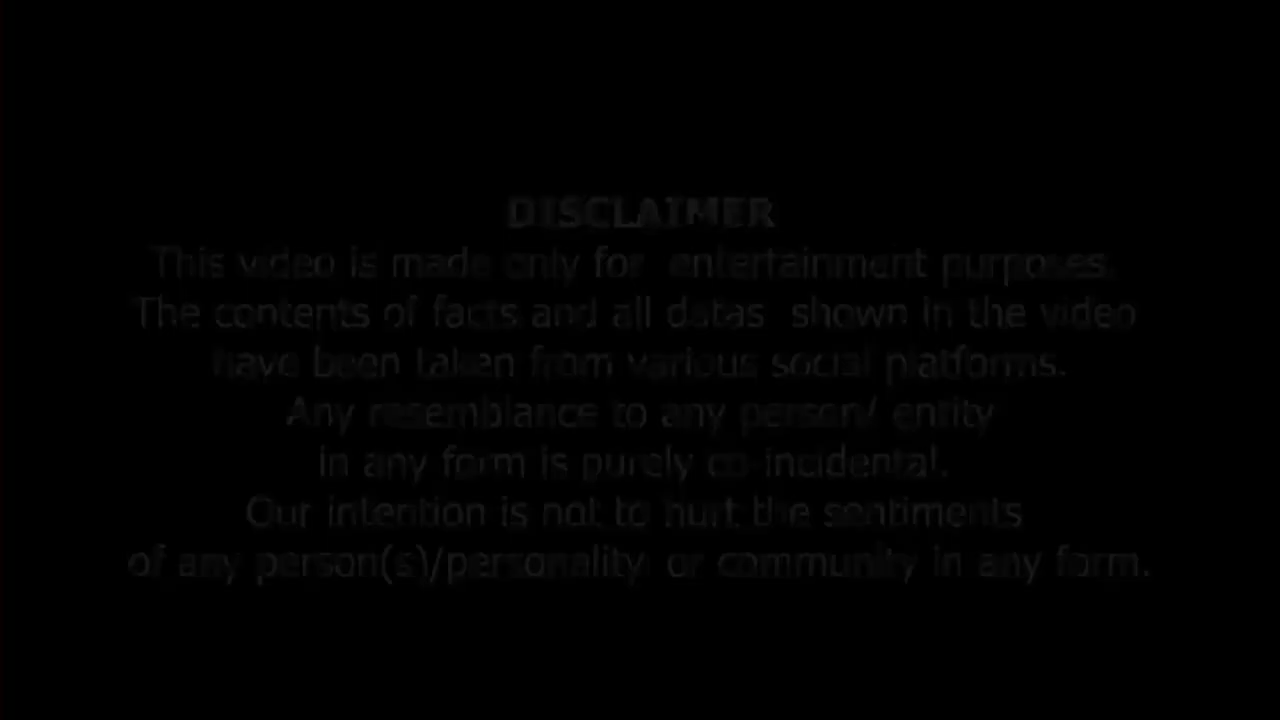 DISCLAIMER
This video is made only for entertainment purposes.
The contents of facts and all datas shown in the video
have been taken from various social platforms.
Any resemblance to any person/ entity
in any form is purely co-incidental.
Our intention is not to hurt the sentiments
of any person(s)/personality or community in any form.